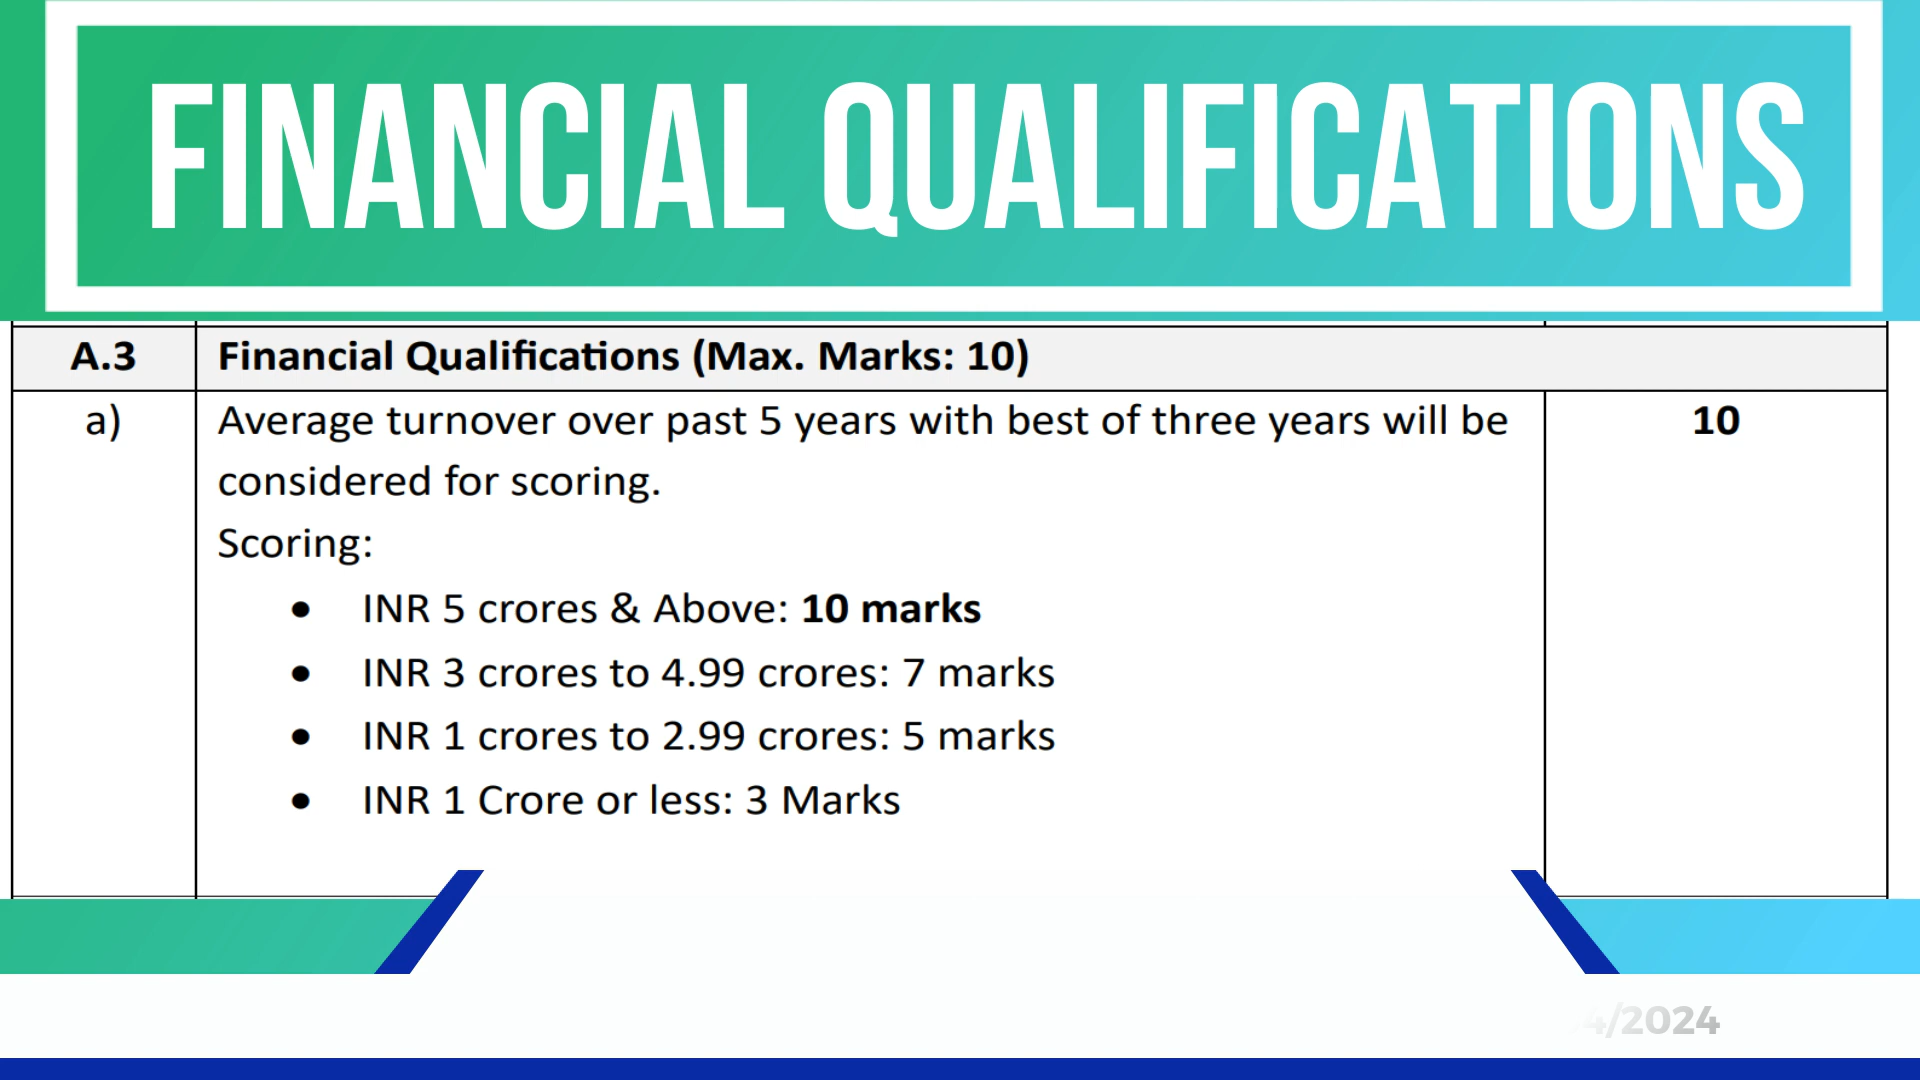 FINANCIAL QUALIFICATIONS
A.3 Financial Qualifications (Max. Marks: 10)
a) Average turnover over past 5 years with best of three years will be 10
considered for scoring.
Scoring:
● INR 5 crores & Above: 10 marks
● INR 3 crores to 4.99 crores: 7 marks
● INR 1 crores to 2.99 crores: 5 marks
● INR 1 Crore or less: 3 Marks
4/2024